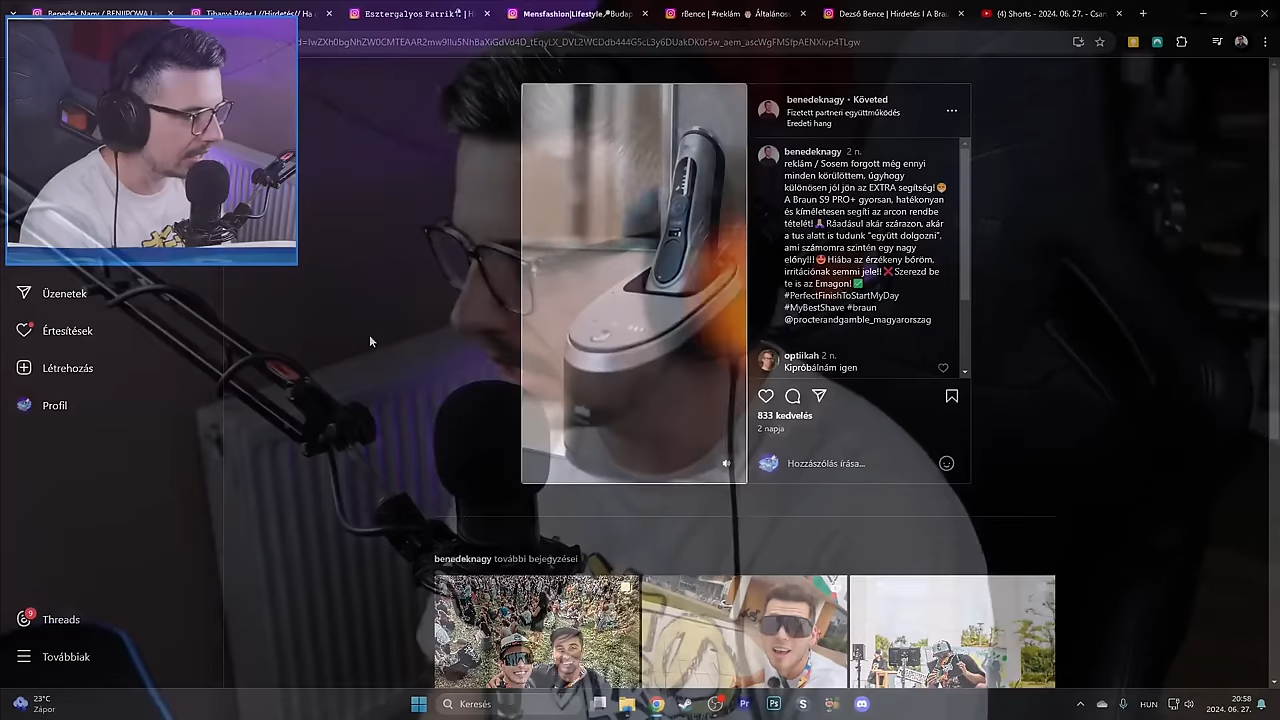 Benedek Nagy / BENIIPOWA |
Tihanyi Péter |//Hirdetés// Ha c
Esztergalyos Patrik
Mensfashion|Lifestyle
rBence | #reklám
Általános
Dezső Bence | Hirdetés | A Brau
(4) Shorts - 2024. 06. 27. - Csar
benedeknagy • Követed
Fizetett partneri együttműködés
Eredeti hang
benedeknagy 2 n.
reklám / Sosem forgott még ennyi
minden körülöttem, úgyhogy
különösen jól jön az EXTRA segítség!
A Braun S9 PRO+ gyorsan, hatékonyan
és kíméletesen segíti az arcon rendbe
tételét! Ráadásul akár szárazon, akár
a tus alatt is tudunk "együtt dolgozni",
ami számomra szintén egy nagy
előny!!! Hiába az érzékeny bőröm,
irritációnak semmi jele!! Szerezd be
te is az Emagon!
#PerfectFinishToStartMyDay
#MyBestShave #braun
@procterandgamble_magyarorszag
optiikah 2 n.
Kipróbálnám igen
833 kedvelés
2 napja
Hozzászólás írása...
Üzenetek
Értesítések
Létrehozás
Profil
benedeknagy további bejegyzései
9
Threads
Továbbiak
23°C
Zápor
Keresés
HUN
20:58
2024. 06. 27.